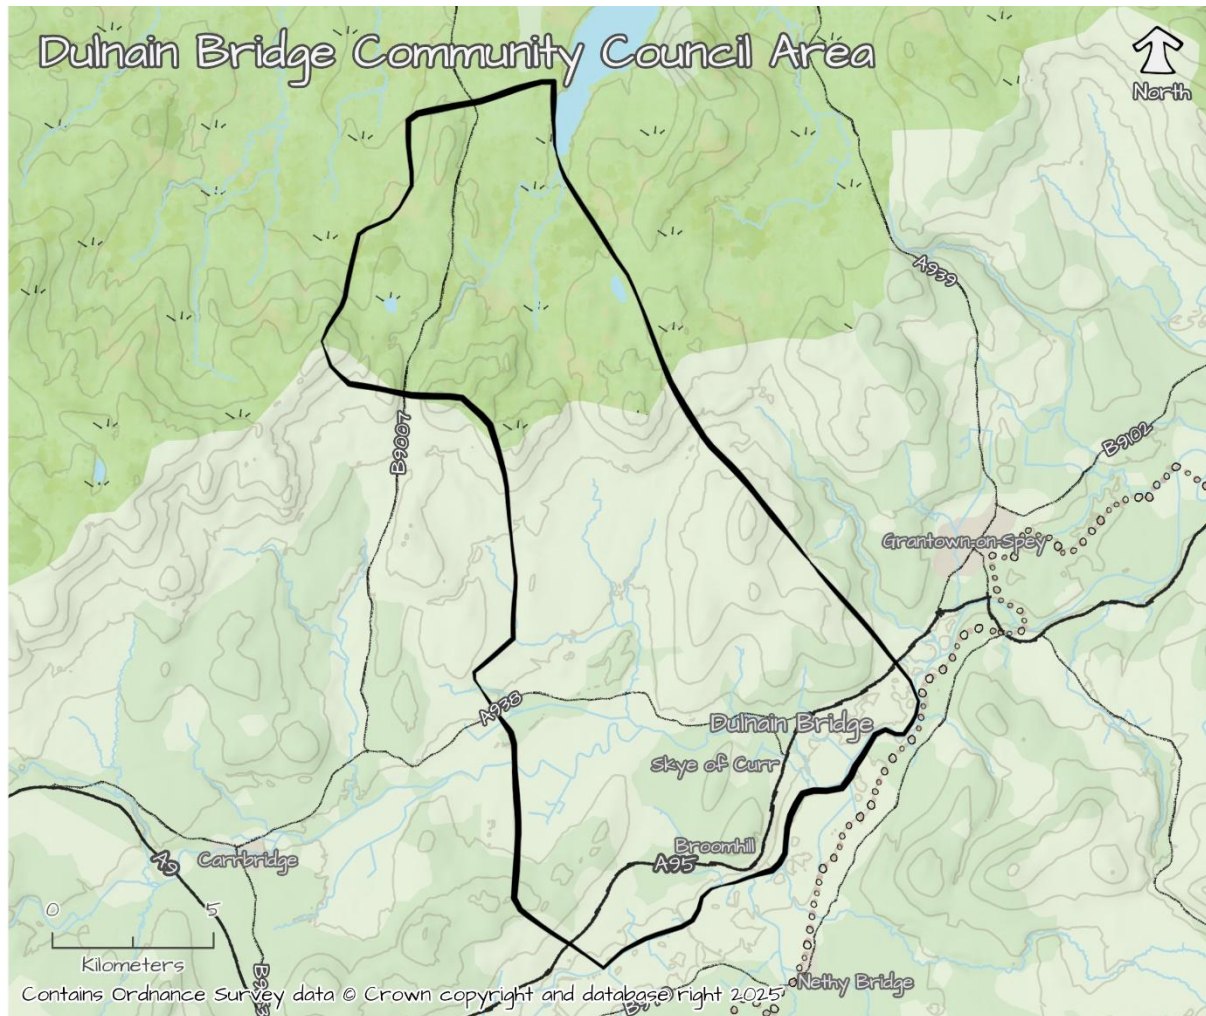 Dulnain Bridge Community Council Area
North
A939
B9007
B9102
Grantown-on-Spey
A938
Dulnain Bridge
Skye of Curr
Broomhill
A95
A9
Carrbridge
0 5
Kilometers
Nethy Bridge
Contains Ordnance Survey data © Crown copyright and database right 2025